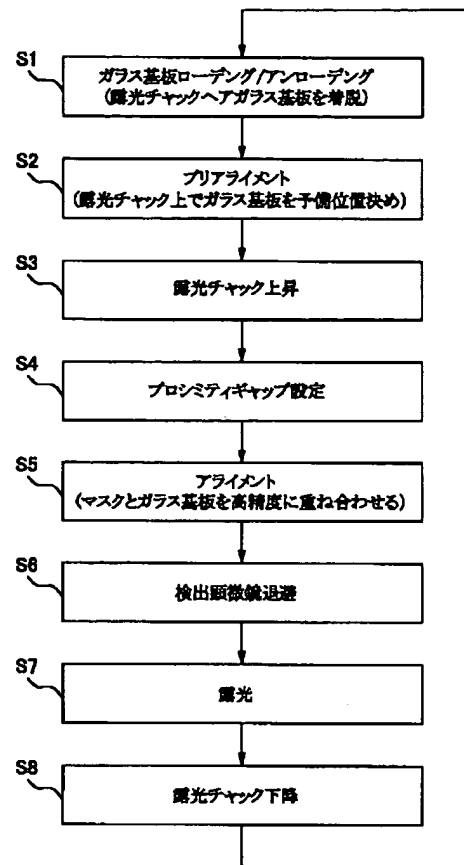 S1
ガラス基板ローデング/アンローデング
(露光チャックヘアガラス基板を着脱)
S2
プリアライメント
(露光チャック上でガラス基板を予備位置決め)
S3
露光チャック上昇
S4
プロシミティギャップ設定
S5
アライメント
(マスクとガラス基板を高精度に重ね合わせる)
S6
検出顕微鏡退避
S7
露光
S8
露光チャック下降